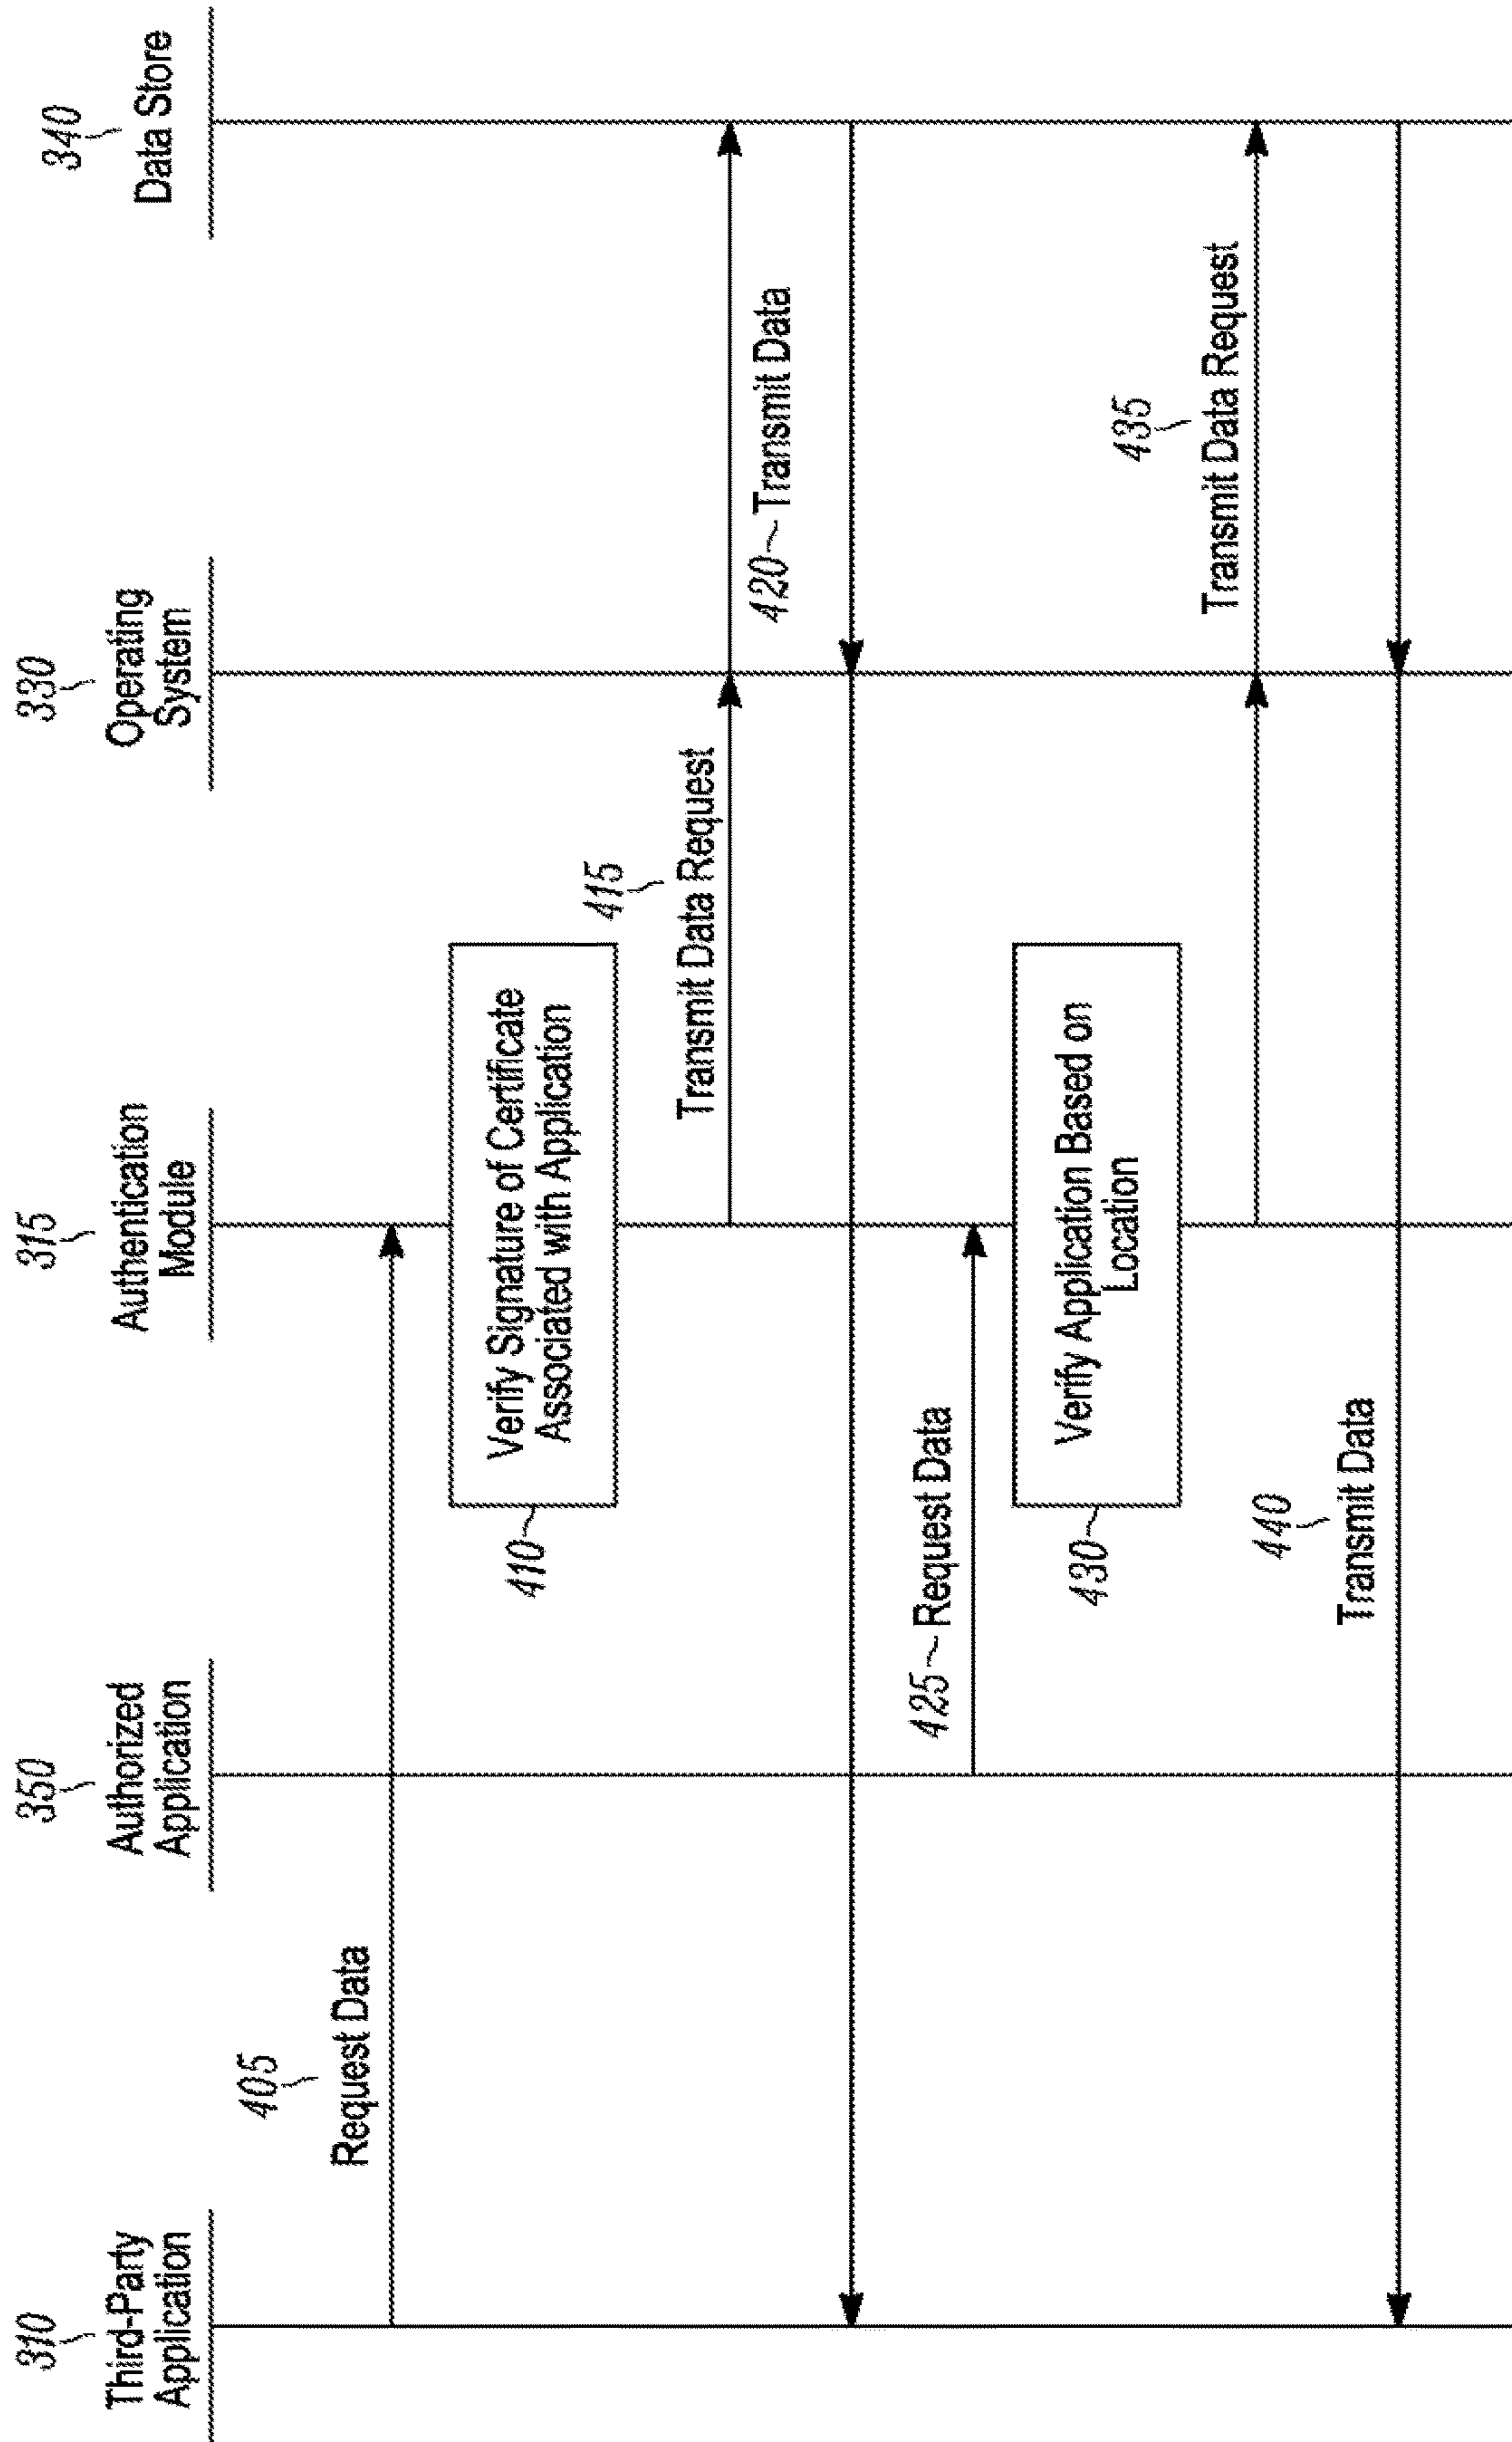 310
Third-Party
Application
350
Authorized
Application
315
Authentication
Module
330
Operating
System
340
Data Store
405
Request Data
410
Verify Signature of Certificate
Associated with Application
415
Transmit Data Request
420 Transmit Data
425 Request Data
430
Verify Application Based on
Location
435
Transmit Data Request
440
Transmit Data